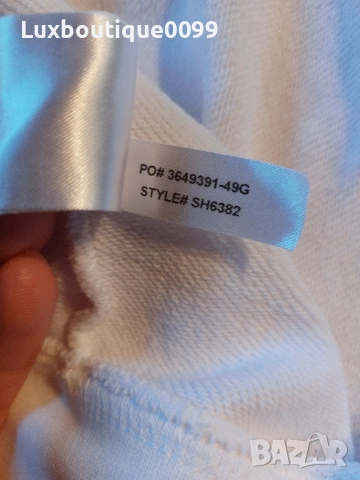 Luxboutique0099
PO# 3649391-49G
STYLE# SH6382
BAZAR